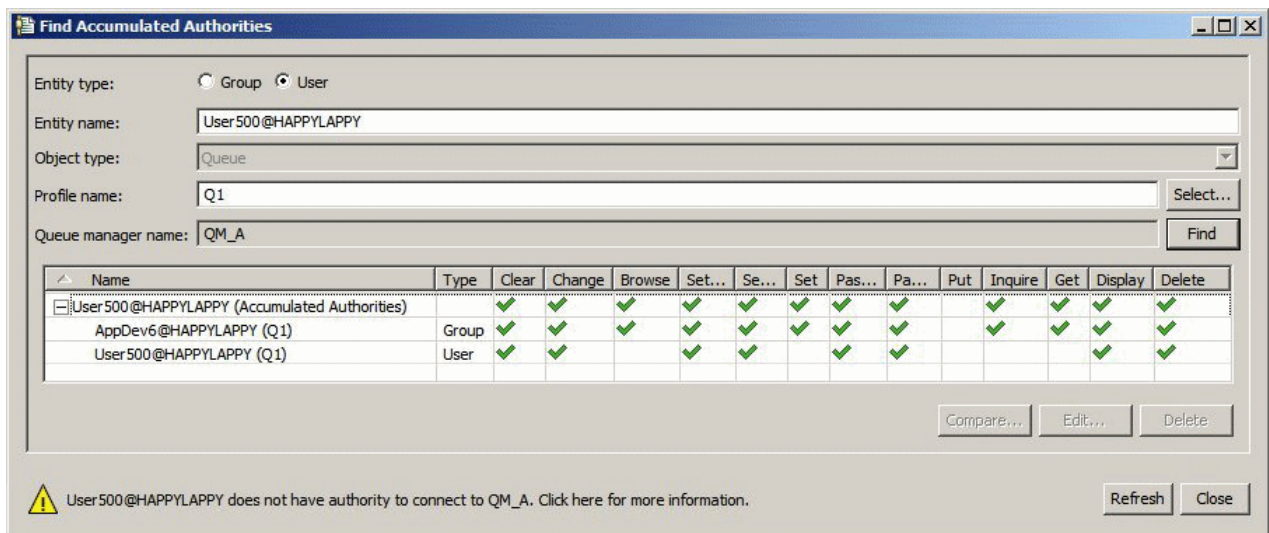 Find Accumulated Authorities
Entity type: Group User
Entity name: User500@HAPPYLAPPY
Object type: Queue
Profile name: Q1 Select...
Queue manager name: QM_A Find
Name Type Clear Change Browse Set... Se... Set Pas... Pa... Put Inquire Get Display Delete
User500@HAPPYLAPPY (Accumulated Authorities)
AppDev6@HAPPYLAPPY (Q1) Group
User500@HAPPYLAPPY (Q1) User
Compare... Edit... Delete
User500@HAPPYLAPPY does not have authority to connect to QM_A. Click here for more information. Refresh Close